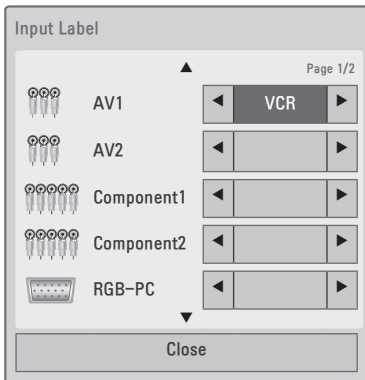 Input Label
Page 1/2
AV1 VCR
AV2
Component1
Component2
RGB-PC
Close